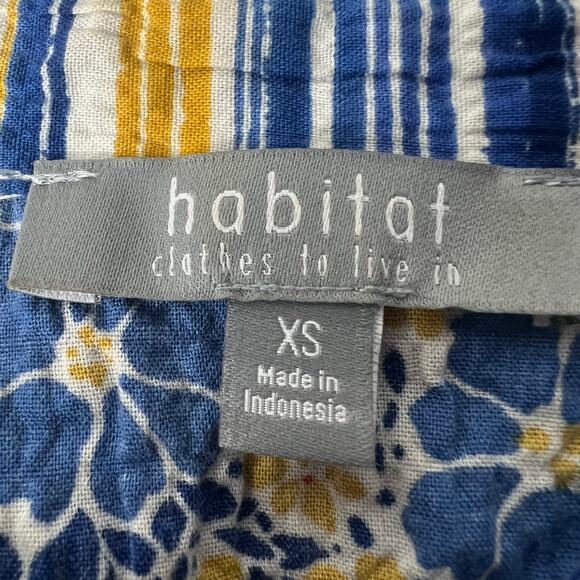 habitat
clothes to live in
XS
Made in
Indonesia